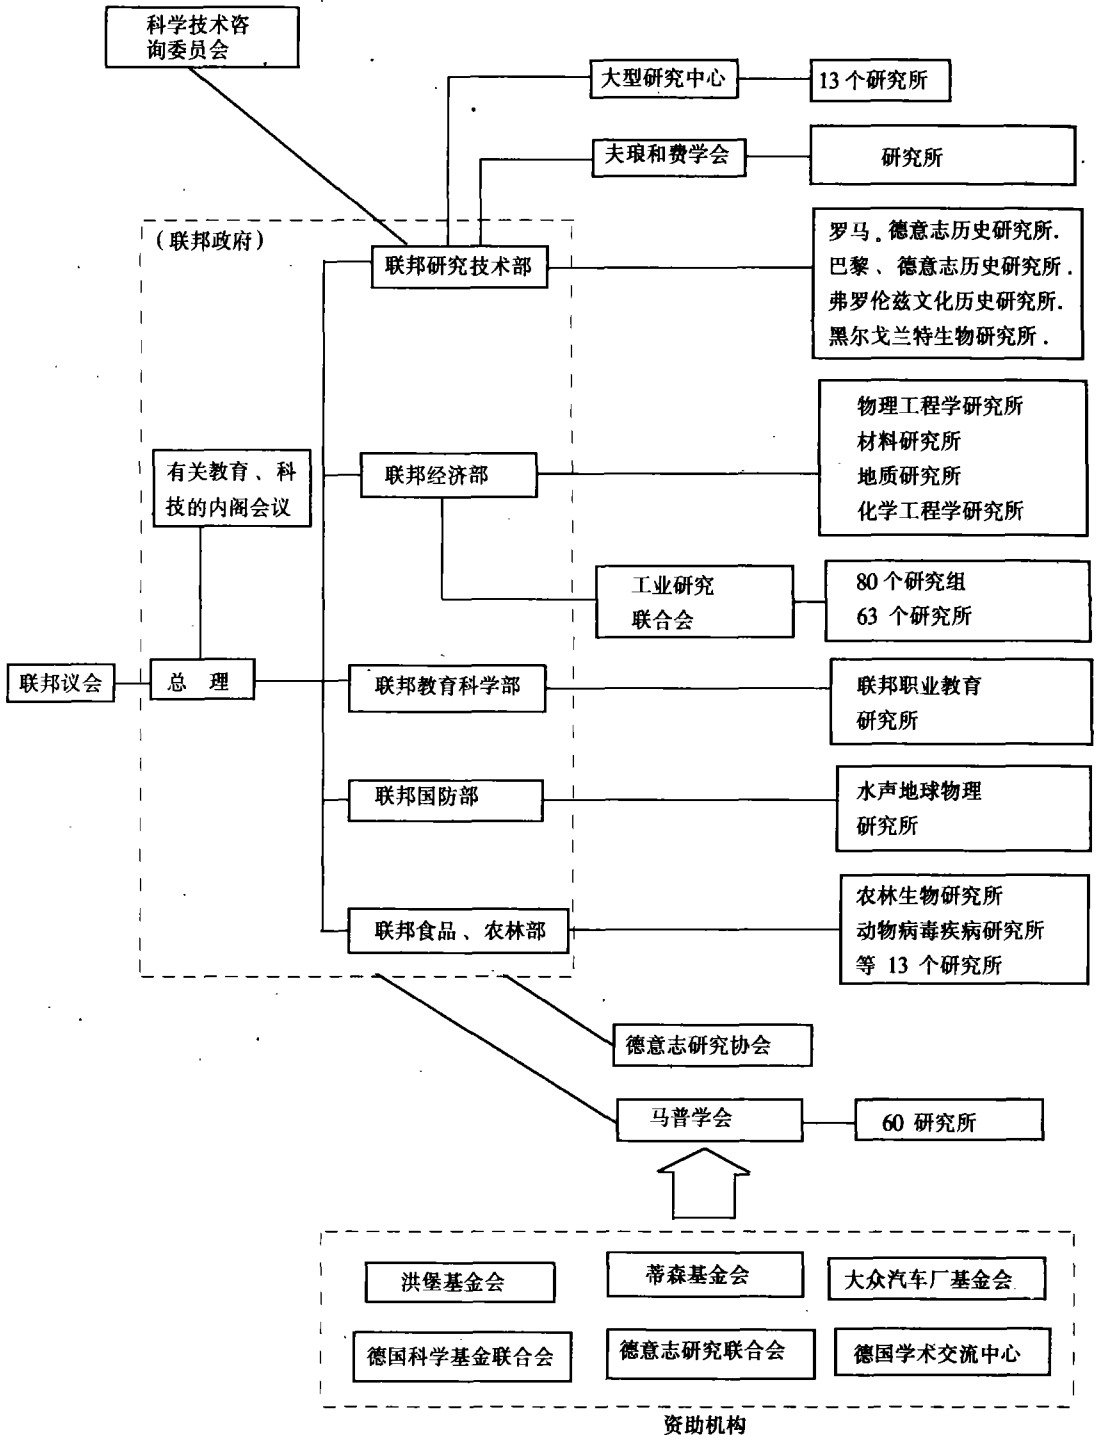 科学技术咨
询委员会
大型研究中心
13个研究所
夫琅和费学会
研究所
(联邦政府)
联邦研究技术部
罗马。德意志历史研究所.
巴黎、德意志历史研究所.
弗罗伦兹文化历史研究所.
黑尔戈兰特生物研究所.
有关教育、科
技的内阁会议
联邦经济部
物理工程学研究所
材料研究所
地质研究所
化学工程学研究所
工业研究
联合会
80个研究组
63 个研究所
联邦议会
总 理
联邦教育科学部
联邦职业教育
研究所
联邦国防部
水声地球物理
研究所
联邦食品、农林部
农林生物研究所
动物病毒疾病研究所
等 13 个研究所
德意志研究协会
马普学会
60 研究所
洪堡基金会
蒂森基金会
大众汽车厂基金会
德国科学基金联合会
德意志研究联合会
德国学术交流中心
资助机构